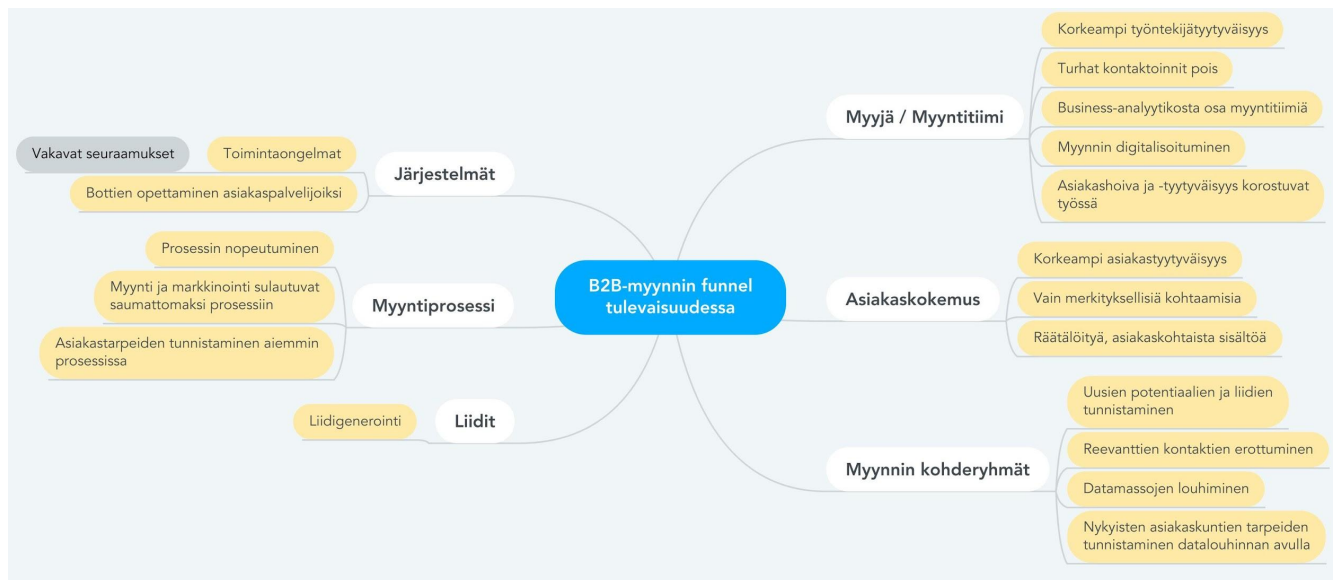 B2B-myynnin funnel
tulevaisuudessa
Myyjä / Myyntitiimi
Korkeampi työntekijätyytyväisyys
Turhat kontaktoinnit pois
Business-analyytikosta osa myyntitiimiä
Myynnin digitalisoituminen
Asiakashoiva ja -tyytyväisyys korostuvat
työssä
Asiakaskokemus
Korkeampi asiakastyytyväisyys
Vain merkityksellisiä kohtaamisia
Räätälöityä, asiakaskohtaista sisältöä
Myynnin kohderyhmät
Uusien potentiaalien ja liidien
tunnistaminen
Reevanttien kontaktien erottuminen
Datamassojen louhiminen
Nykyisten asiakaskuntien tarpeiden
tunnistaminen datalouhinnan avulla
Järjestelmät
Toimintaongelmat
Vakavat seuraamukset
Bottien opettaminen asiakaspalvelijoiksi
Myyntiprosessi
Prosessin nopeutuminen
Myynti ja markkinointi sulautuvat
saumattomaksi prosessiin
Asiakastarpeiden tunnistaminen aiemmin
prosessissa
Liidit
Liidigenerointi